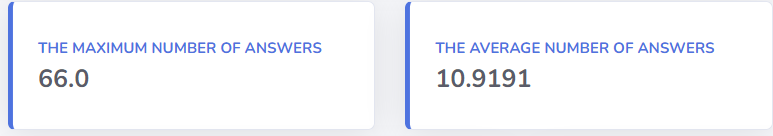 THE MAXIMUM NUMBER OF ANSWERS
66.0
THE AVERAGE NUMBER OF ANSWERS
10.9191